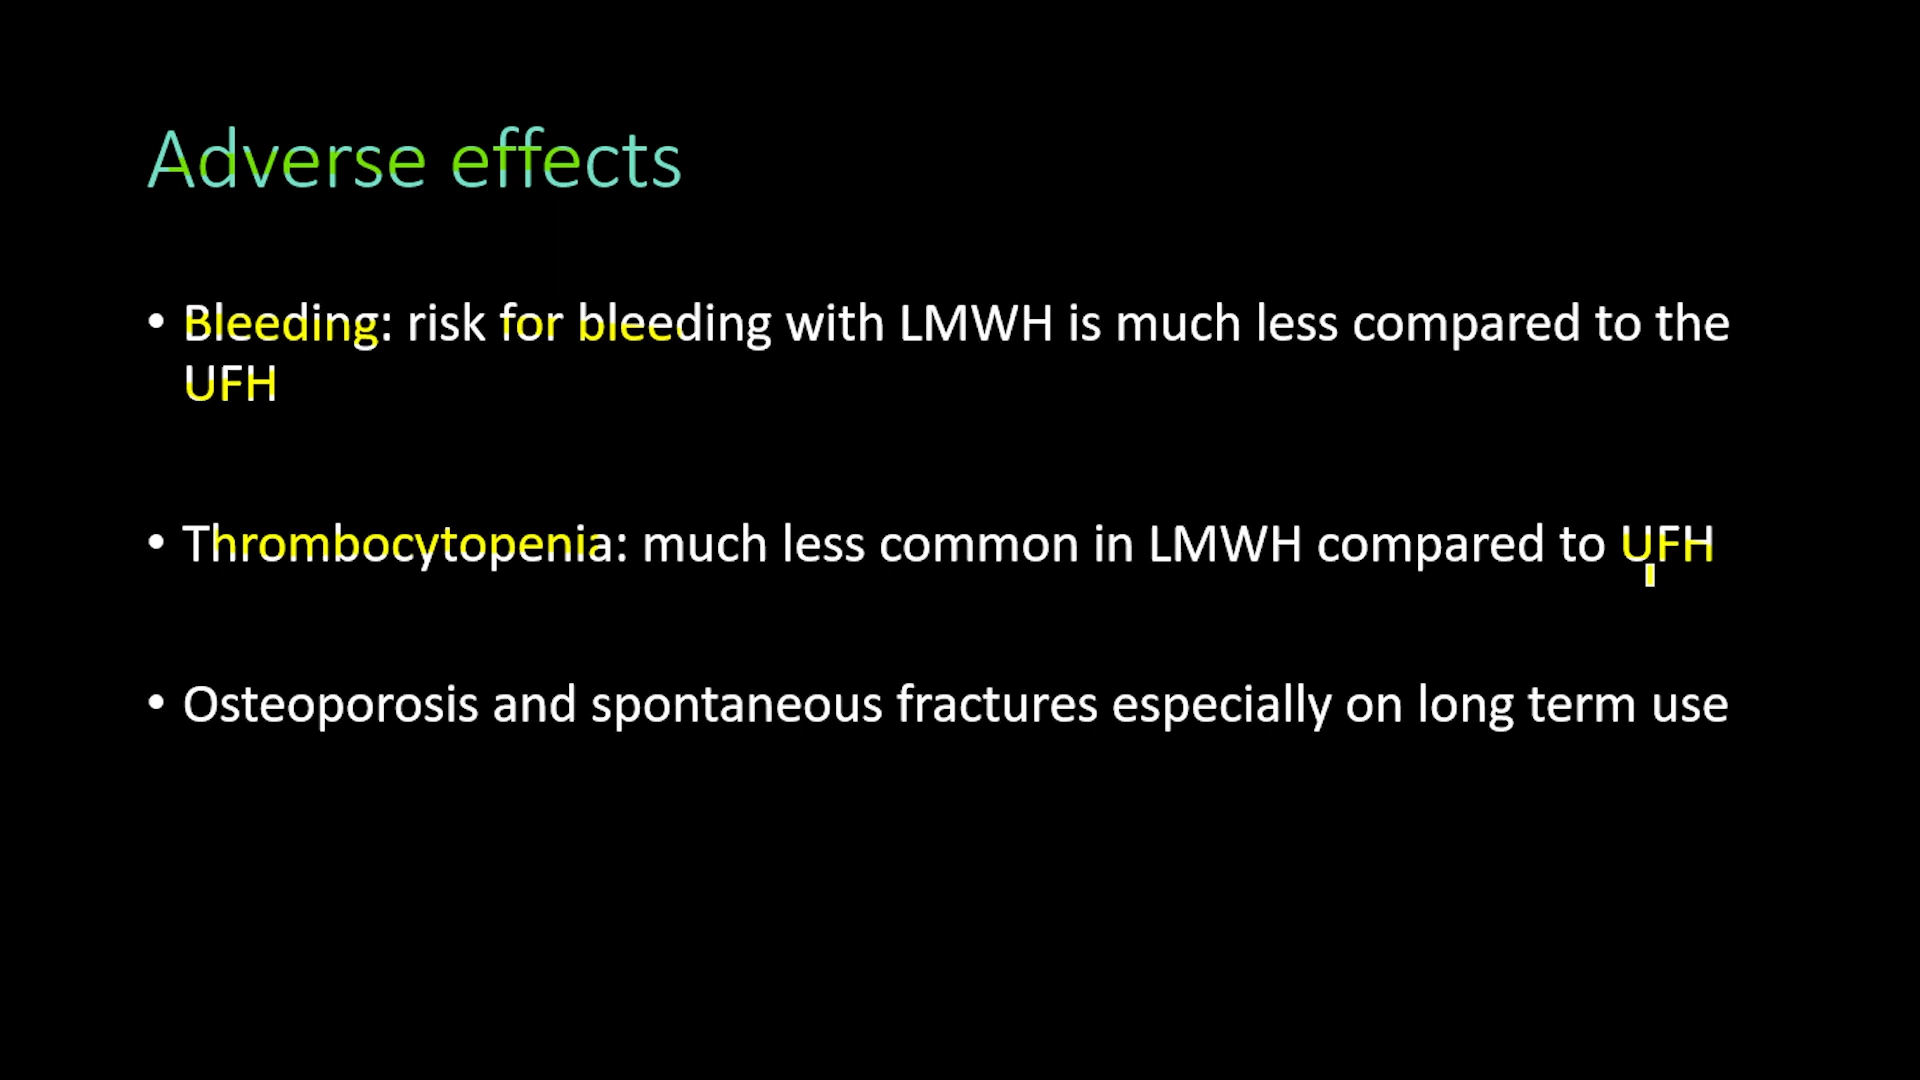 Adverse effects
• Bleeding: risk for bleeding with LMWH is much less compared to the
UFH
• Thrombocytopenia: much less common in LMWH compared to UFH
• Osteoporosis and spontaneous fractures especially on long term use